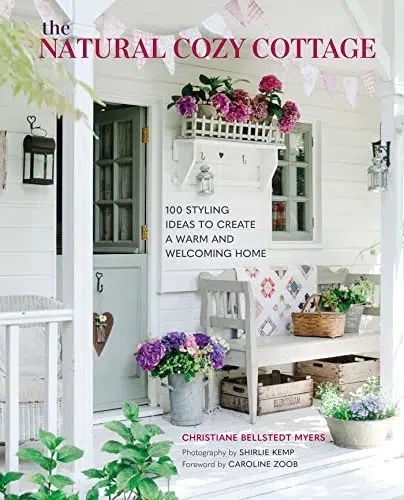 the
NATURAL COZY COTTAGE
100 STYLING
IDEAS TO CREATE
A WARM AND
WELCOMING HOME
CHRISTIANE BELLSTEDT MYERS
Photography by SHIRLIE KEMP
Foreword by CAROLINE ZOOB